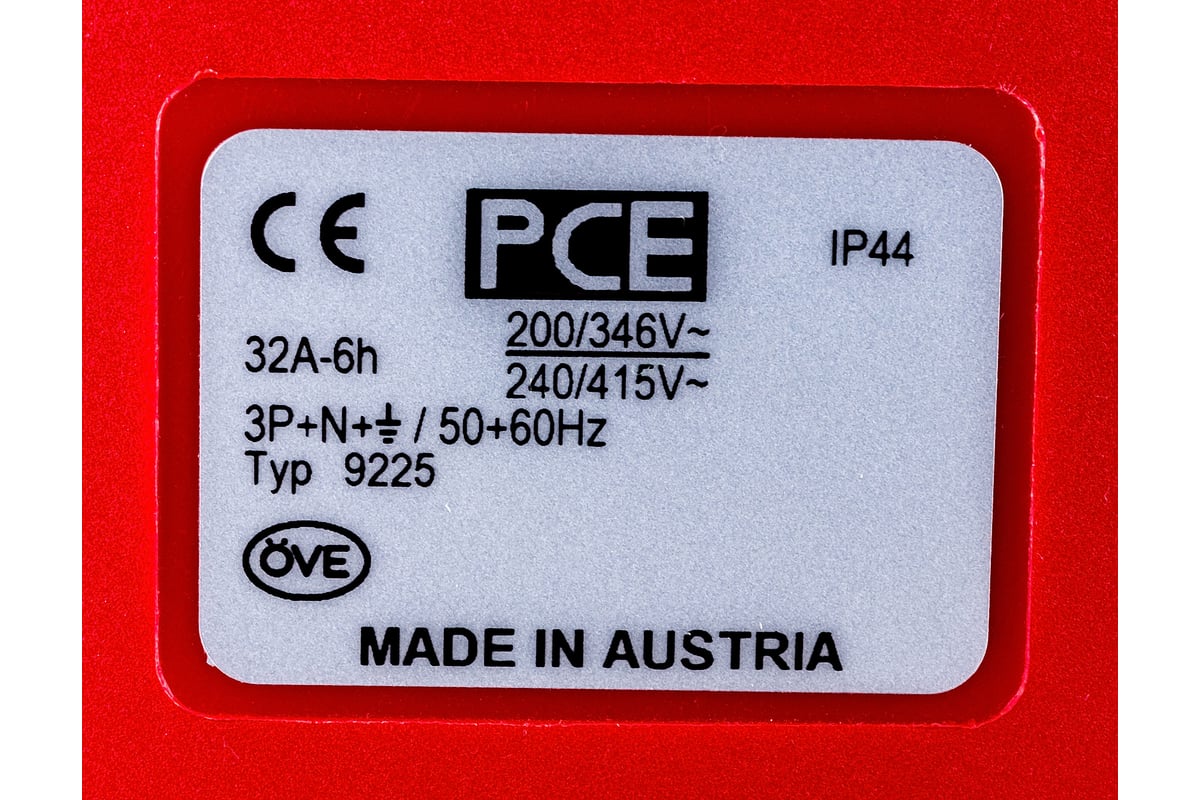 CE PCE IP44
32A-6h 200/346V~
240/415V~
3P+N+⏚ / 50+60Hz
Typ 9225
ÖVE
MADE IN AUSTRIA